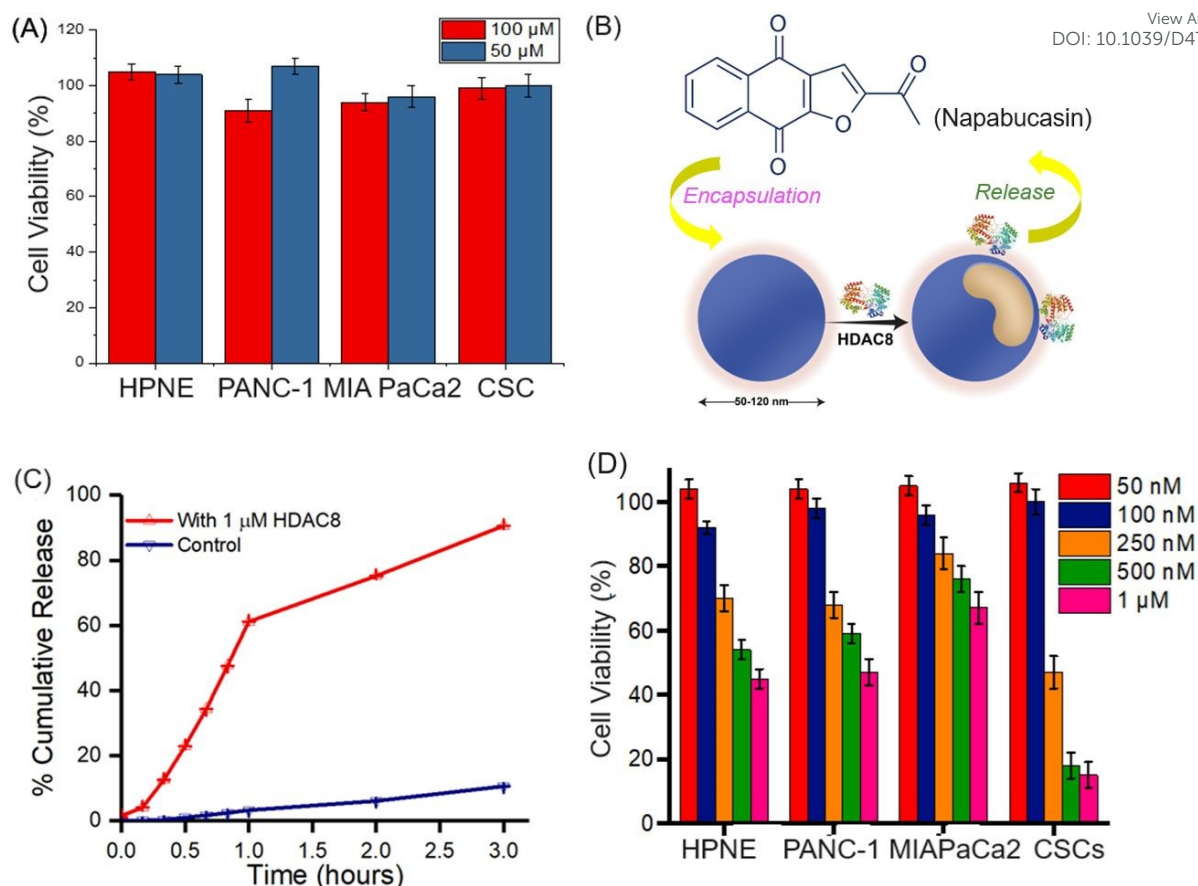 View A
DOI: 10.1039/D4
(A)
120
100
80
60
40
20
0
Cell Viability (%)
100 µM
50 µM
HPNE PANC-1 MIA PaCa2 CSC
(B)
O
O
O
O
(Napabucasin)
Encapsulation
Release
HDAC8
50-120 nm
(C)
100
80
60
40
20
0
% Cumulative Release
With 1 µM HDAC8
Control
0.0 0.5 1.0 1.5 2.0 2.5 3.0
Time (hours)
(D)
100
80
60
40
20
0
Cell Viability (%)
50 nM
100 nM
250 nM
500 nM
1 µM
HPNE PANC-1 MIAPaCa2 CSCs